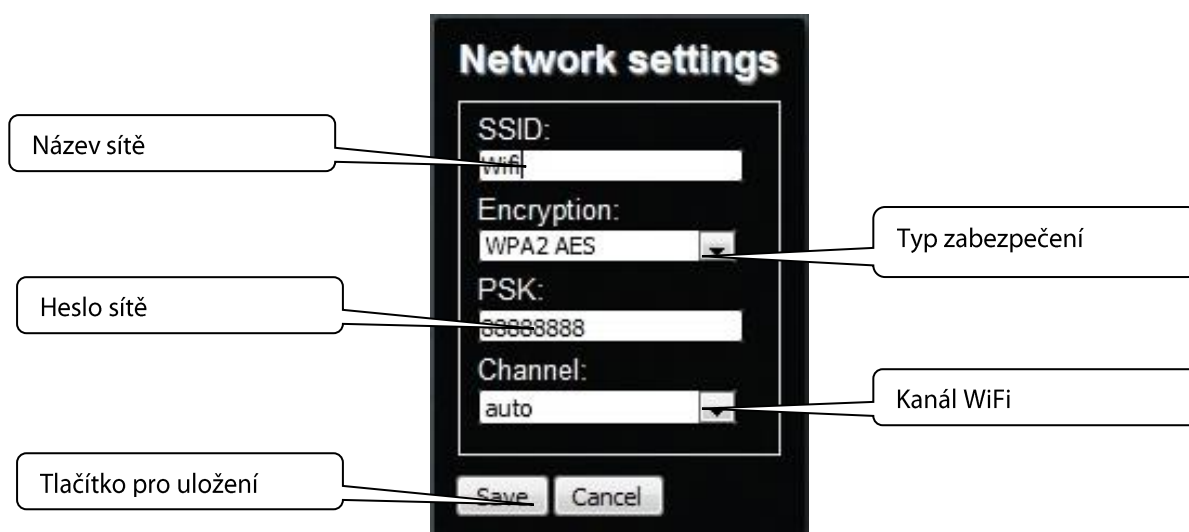 Network settings
Název sítě
SSID:
Wifi
Encryption:
WPA2 AES
Typ zabezpečení
Heslo sítě
PSK:
88888888
Channel:
auto
Kanál WiFi
Tlačítko pro uložení
Save
Cancel